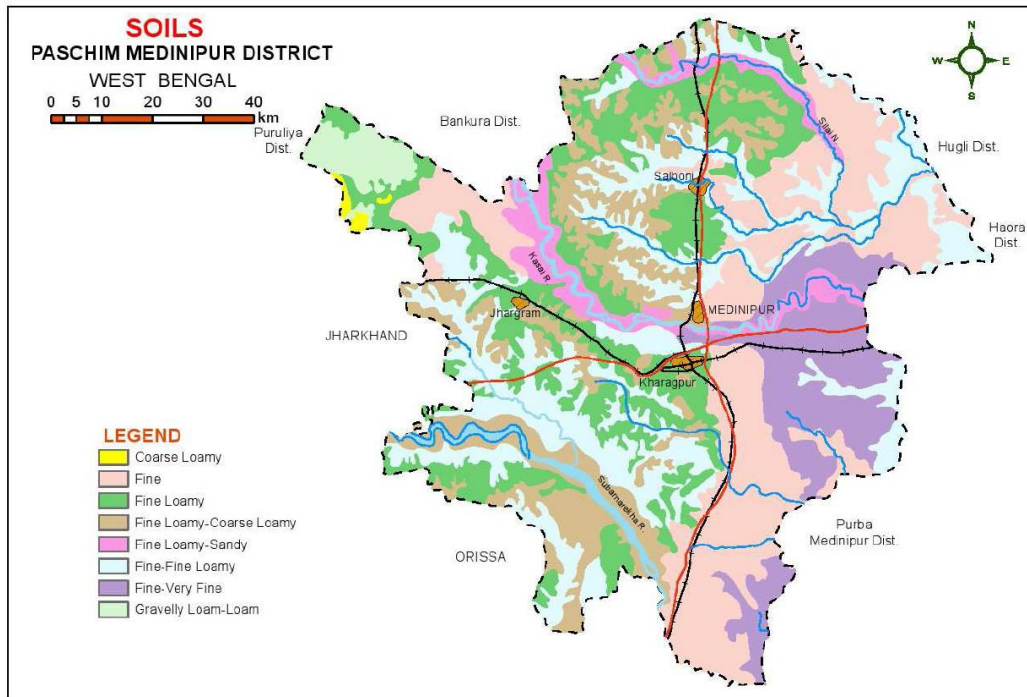 SOILS
PASCHIM MEDINIPUR DISTRICT
WEST BENGAL
0 5 10 20 30 40
km
N
W E
S
Puruliya
Dist.
Bankura Dist.
Hugli Dist.
Haora
Dist.
Silai N.
Salboni
Kasai R.
MEDINIPUR
Jhargram
JHARKHAND
Kharagpur
Subarnarekha R.
ORISSA
Purba
Medinipur Dist.
LEGEND
Coarse Loamy
Fine
Fine Loamy
Fine Loamy-Coarse Loamy
Fine Loamy-Sandy
Fine-Fine Loamy
Fine-Very Fine
Gravelly Loam-Loam